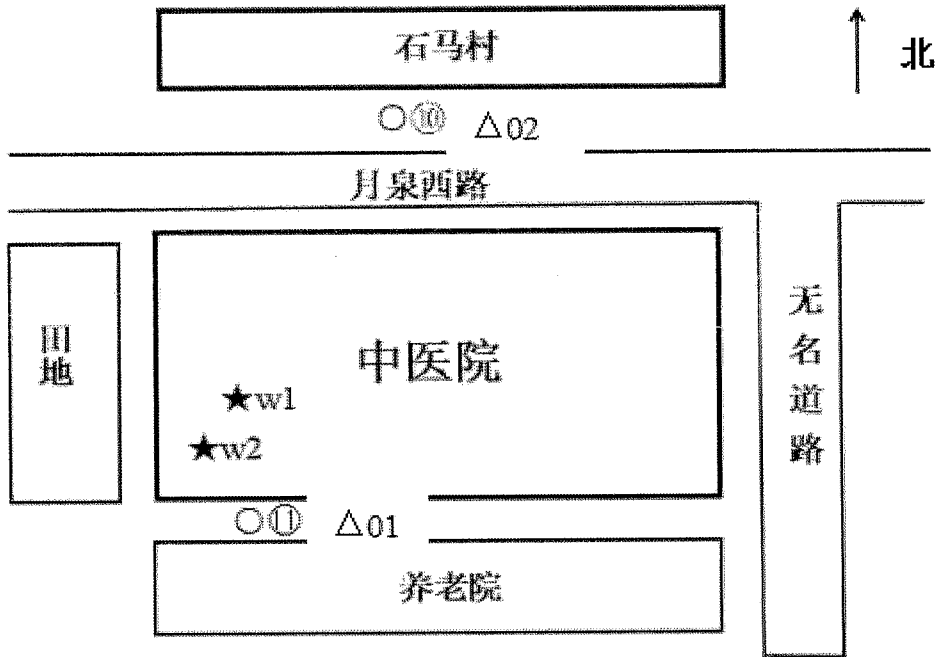 石马村
北
○⑩ △02
月泉西路
田地
中医院
无名道路
★w1
★w2
○⑪ △01
养老院